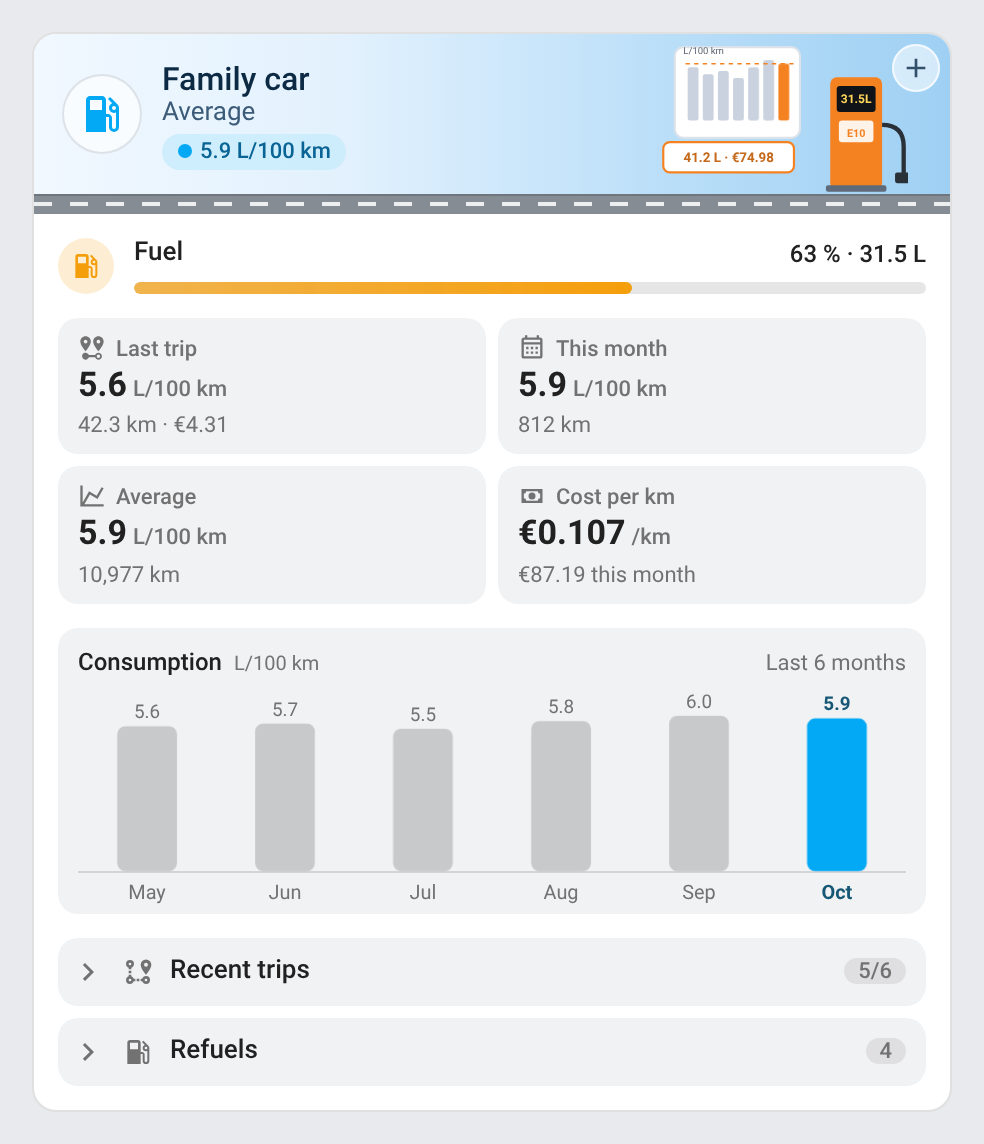 Family car
Average
5.9 L/100 km
L/100 km
41.2 L · €74.98
31.5L
E10
Fuel
63 % · 31.5 L
Last trip
5.6 L/100 km
42.3 km · €4.31
This month
5.9 L/100 km
812 km
Average
5.9 L/100 km
10,977 km
Cost per km
€0.107 /km
€87.19 this month
Consumption L/100 km
Last 6 months
5.6 5.7 5.5 5.8 6.0 5.9
May Jun Jul Aug Sep Oct
Recent trips 5/6
Refuels 4